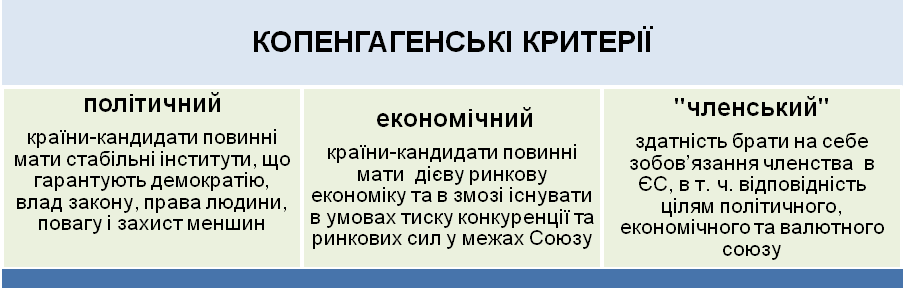 КОПЕНГАГЕНСЬКІ КРИТЕРІЇ
політичний
країни-кандидати повинні
мати стабільні інститути, що
гарантують демократію,
влад закону, права людини,
повагу і захист меншин
економічний
країни-кандидати повинні
мати дієву ринкову
економіку та в змозі існувати
в умовах тиску конкуренції та
ринкових сил у межах Союзу
"членський"
здатність брати на себе
зобов’язання членства в
ЄС, в т. ч. відповідність
цілям політичного,
економічного та валютного
союзу